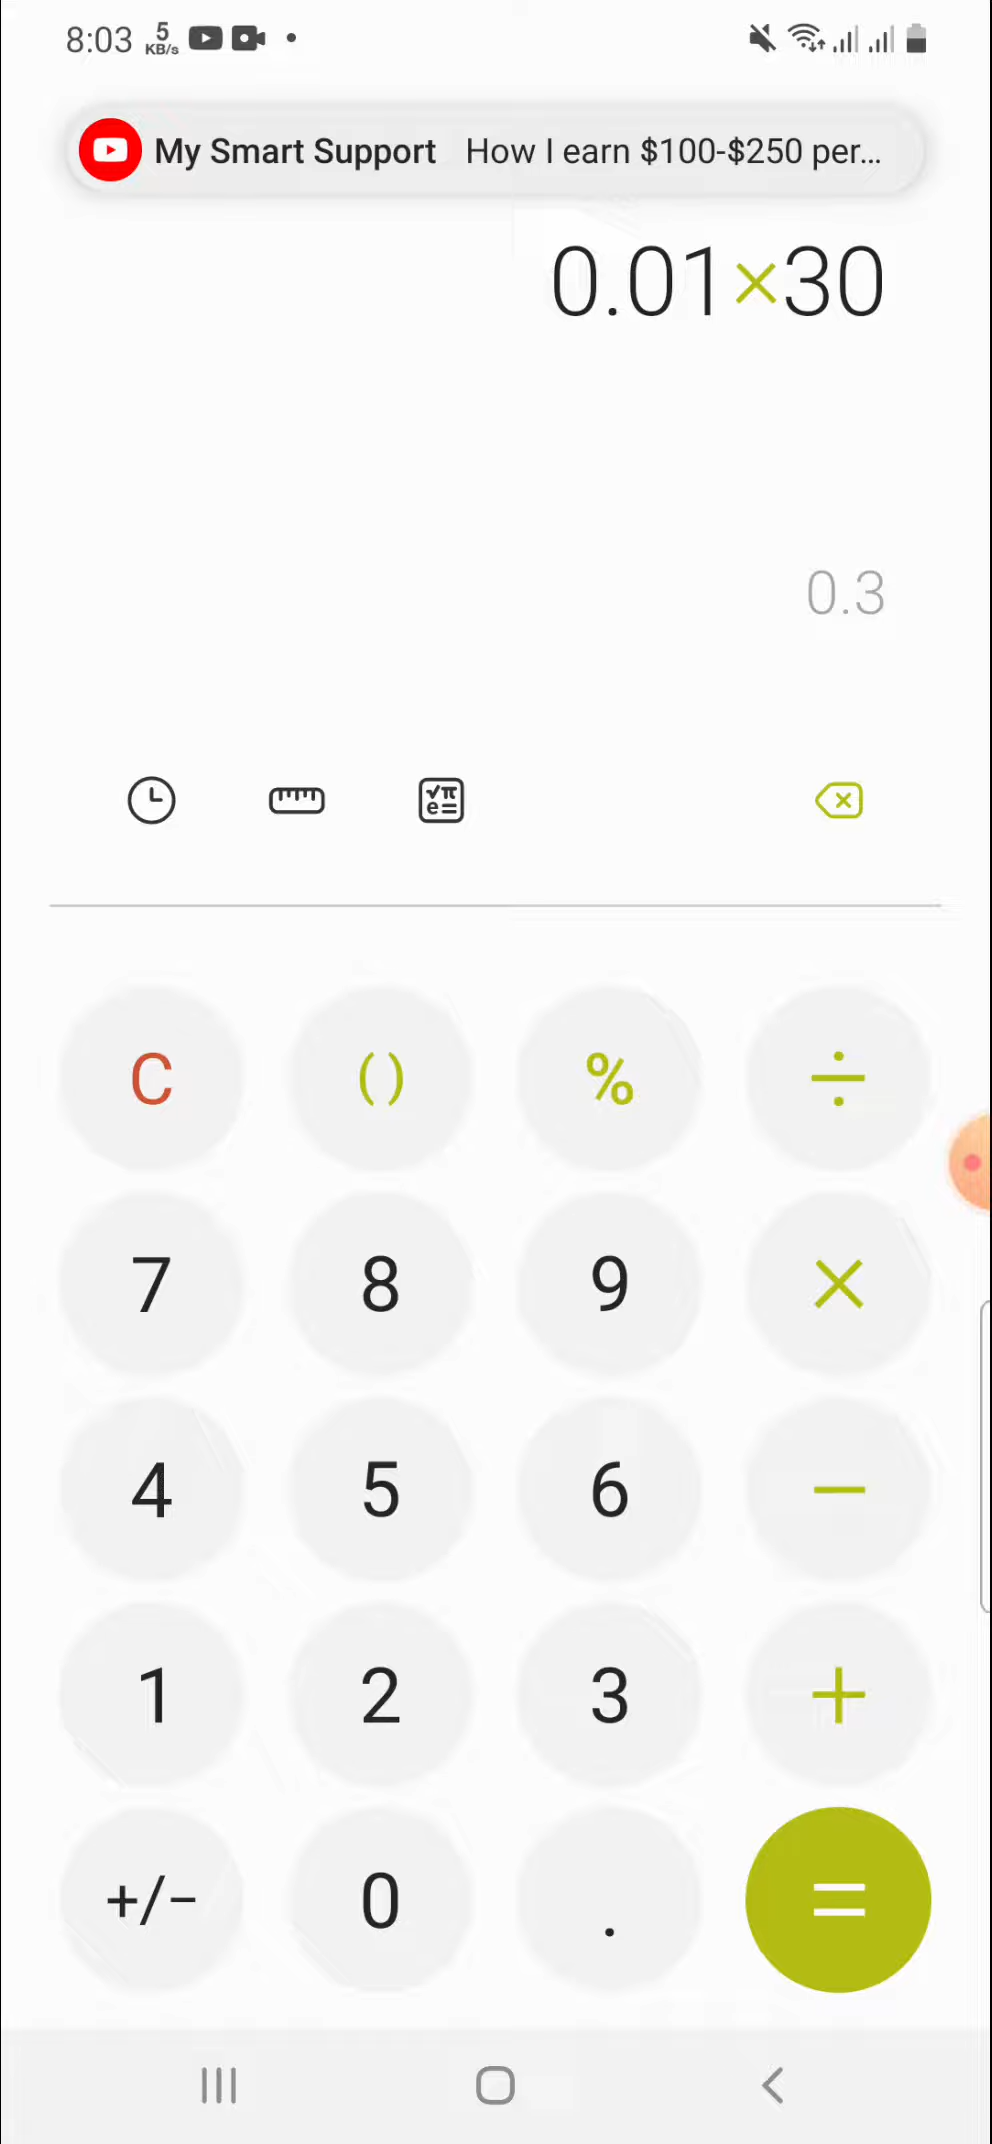 8:03 5 KB/s
My Smart Support How I earn $100-$250 per...
0.01×30
0.3
√π
e=
C () % ÷
7 8 9 ×
4 5 6 −
1 2 3 +
+/− 0 . =